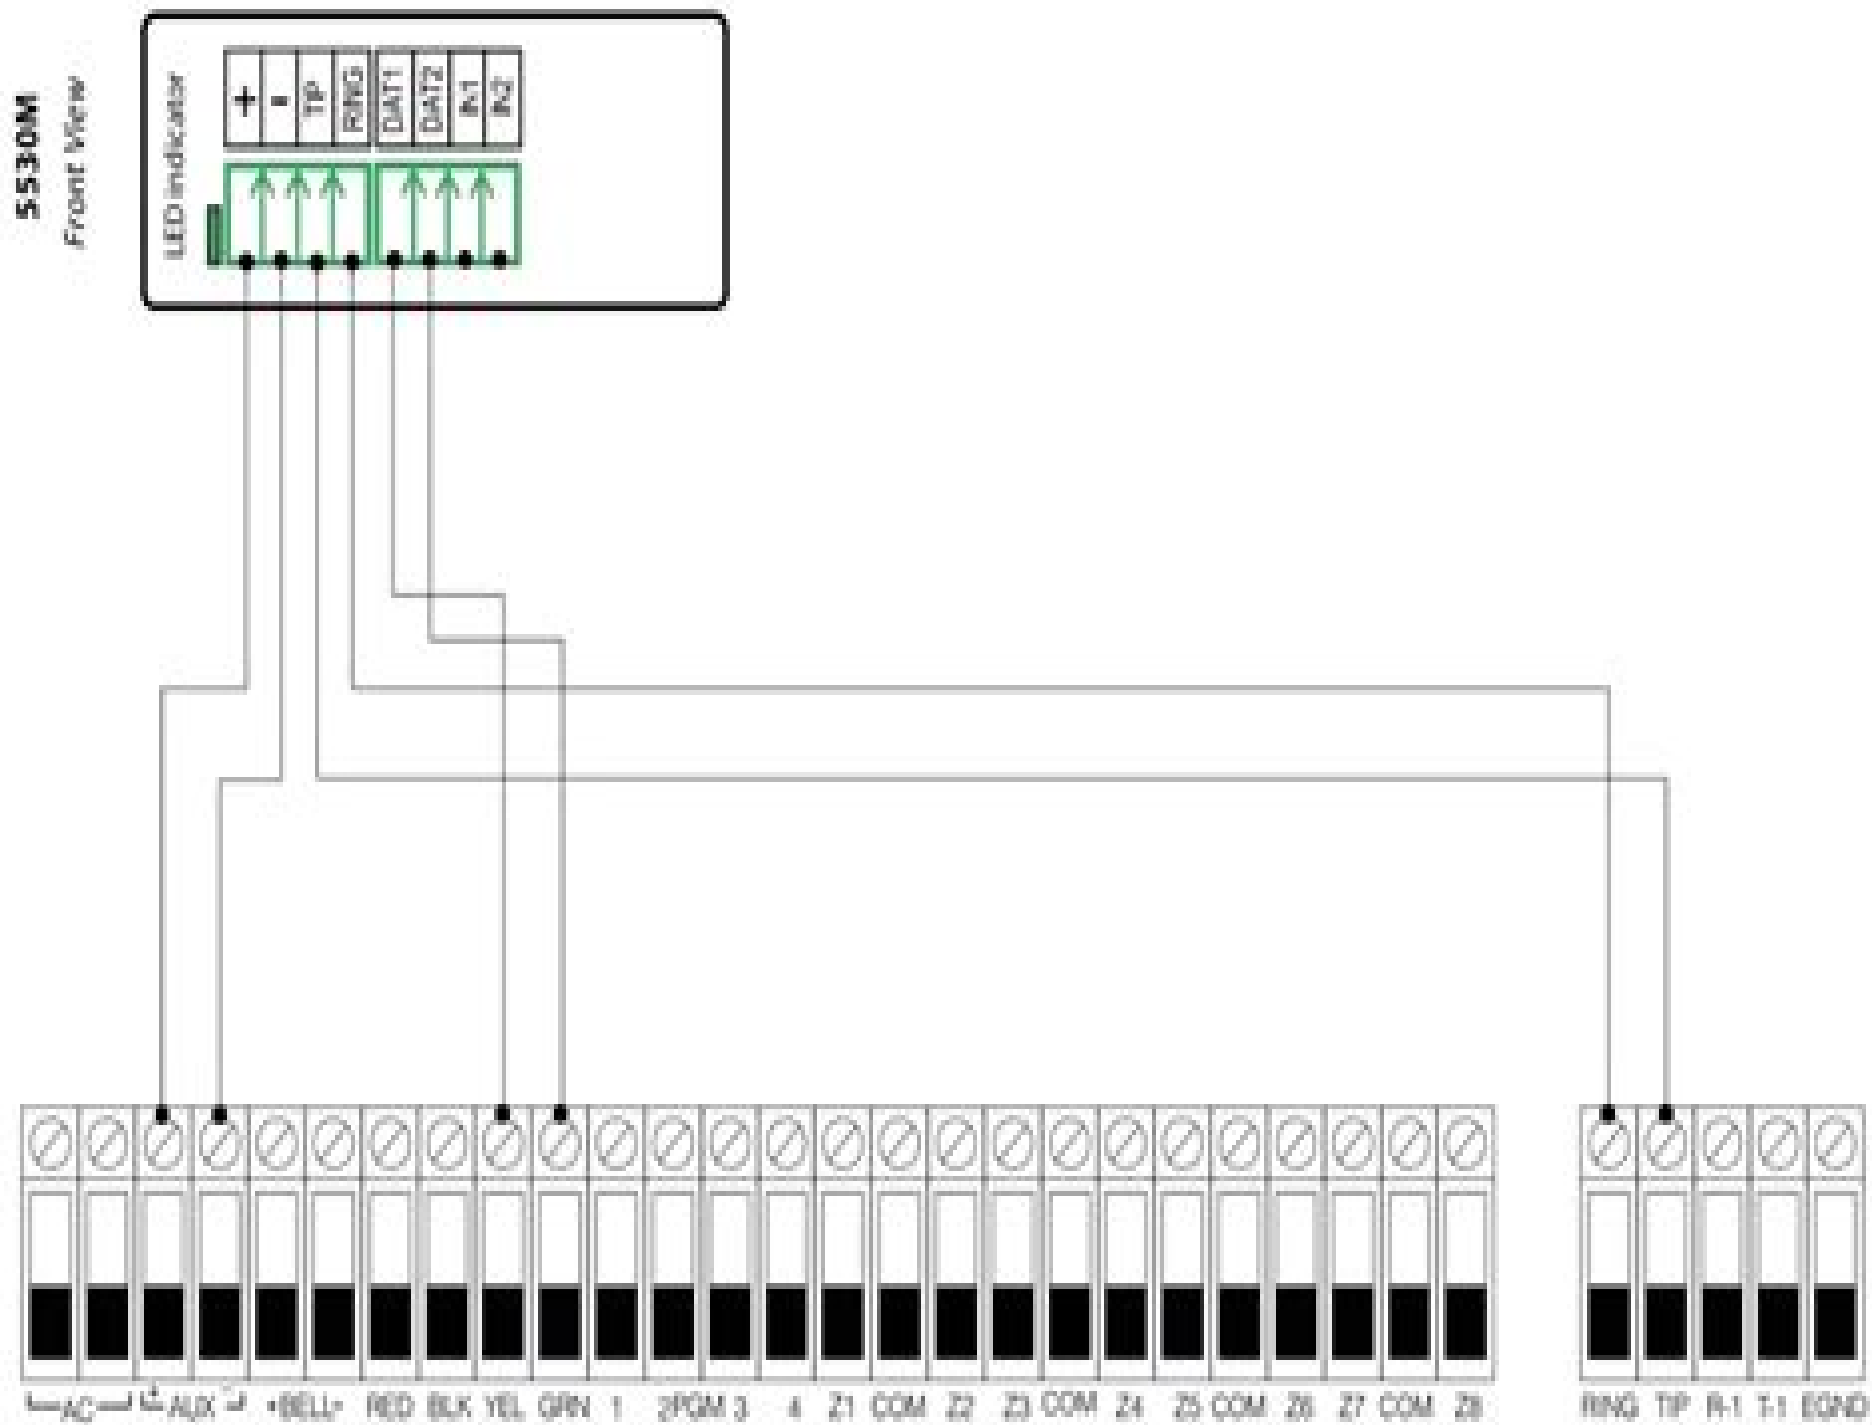 5530M
Front View
LED indicator
+
-
TIP
RING
DAT1
DAT2
IN1
IN2
AC + AUX - +BELL- RED BLK YEL GRN 1 2 PGM 3 4 Z1 COM Z2 Z3 COM Z4 Z5 COM Z6 Z7 COM Z8
RING TIP R-1 T-1 EGND